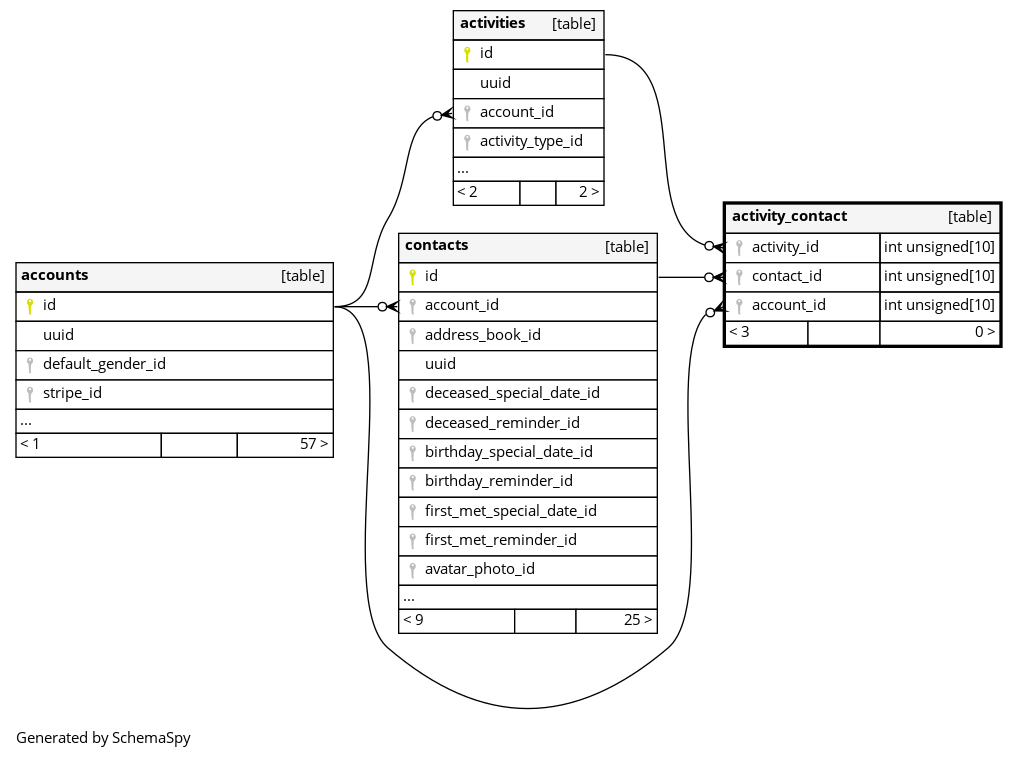 activities [table]
id
uuid
account_id
activity_type_id
...
< 2 2 >
activity_contact [table]
activity_id int unsigned[10]
contact_id int unsigned[10]
account_id int unsigned[10]
< 3 0 >
contacts [table]
id
account_id
address_book_id
uuid
deceased_special_date_id
deceased_reminder_id
birthday_special_date_id
birthday_reminder_id
first_met_special_date_id
first_met_reminder_id
avatar_photo_id
...
< 9 25 >
accounts [table]
id
uuid
default_gender_id
stripe_id
...
< 1 57 >
Generated by SchemaSpy